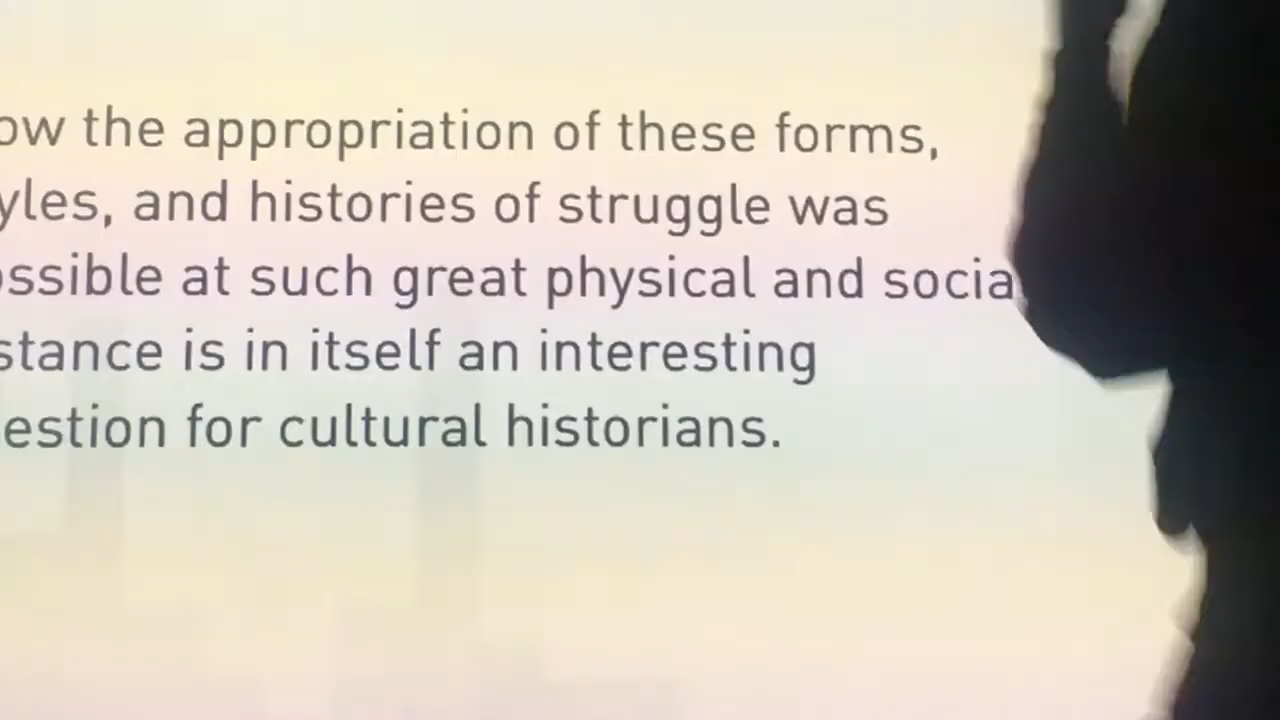 ow the appropriation of these forms,
yles, and histories of struggle was
ossible at such great physical and socia
stance is in itself an interesting
estion for cultural historians.